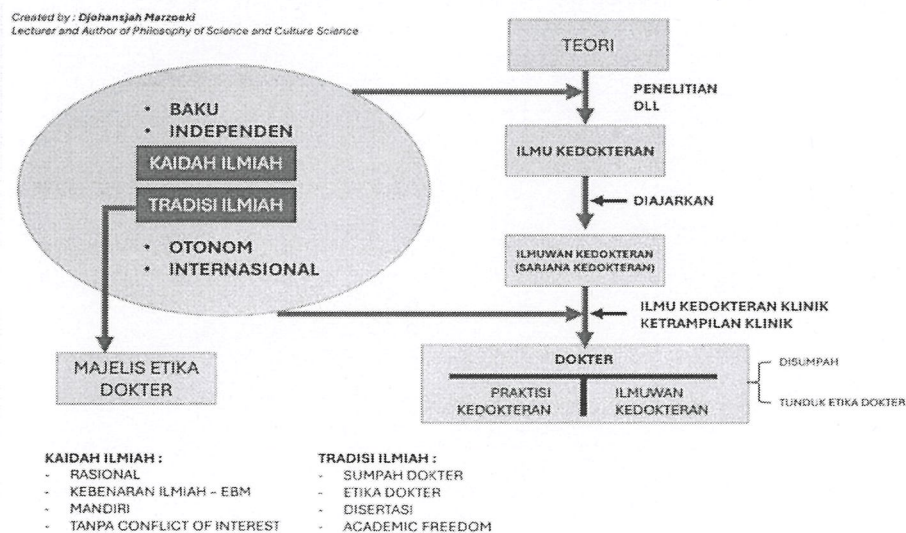 Created by : Djohansjah Marzoeki
Lecturer and Author of Philosophy of Science and Culture Science
TEORI
PENELITIAN
DLL
• BAKU
• INDEPENDEN
KAIDAH ILMIAH
TRADISI ILMIAH
• OTONOM
• INTERNASIONAL
ILMU KEDOKTERAN
DIAJARKAN
ILMUWAN KEDOKTERAN
(SARJANA KEDOKTERAN)
ILMU KEDOKTERAN KLINIK
KETRAMPILAN KLINIK
MAJELIS ETIKA
DOKTER
DOKTER
PRAKTISI
KEDOKTERAN
ILMUWAN
KEDOKTERAN
DISUMPAH
TUNDUK ETIKA DOKTER
KAIDAH ILMIAH :
- RASIONAL
- KEBENARAN ILMIAH – EBM
- MANDIRI
- TANPA CONFLICT OF INTEREST
TRADISI ILMIAH :
- SUMPAH DOKTER
- ETIKA DOKTER
- DISERTASI
- ACADEMIC FREEDOM